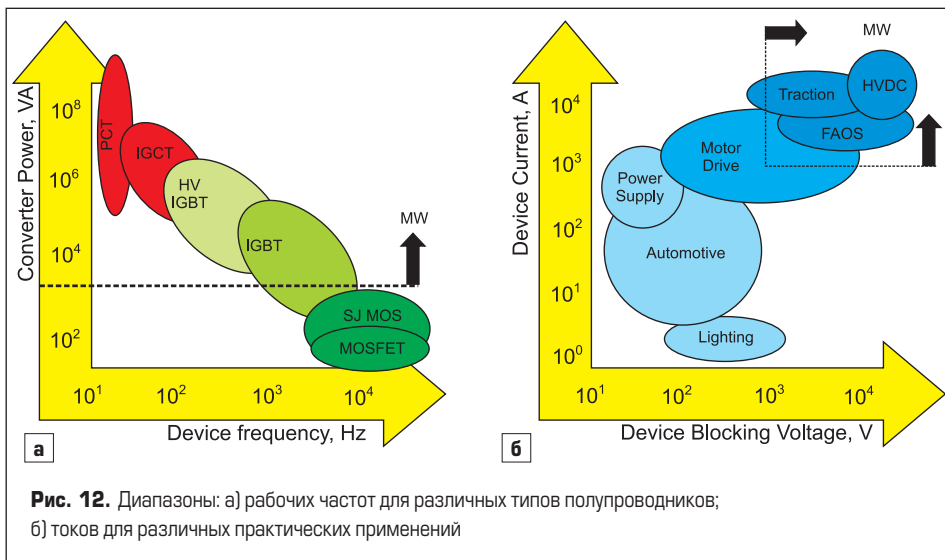 Converter Power, VA
10⁸
10⁶
10⁴
10²
PCT
IGCT
HV
IGBT
IGBT
MW
SJ MOS
MOSFET
10¹ 10² 10³ 10⁴
Device frequency, Hz
а
Device Current, A
10⁴
10³
10²
10¹
10⁰
MW
Traction
HVDC
FAOS
Motor
Drive
Power
Supply
Automotive
Lighting
10¹ 10² 10³ 10⁴
Device Blocking Voltage, V
б
Рис. 12. Диапазоны: а) рабочих частот для различных типов полупроводников;
б) токов для различных практических применений